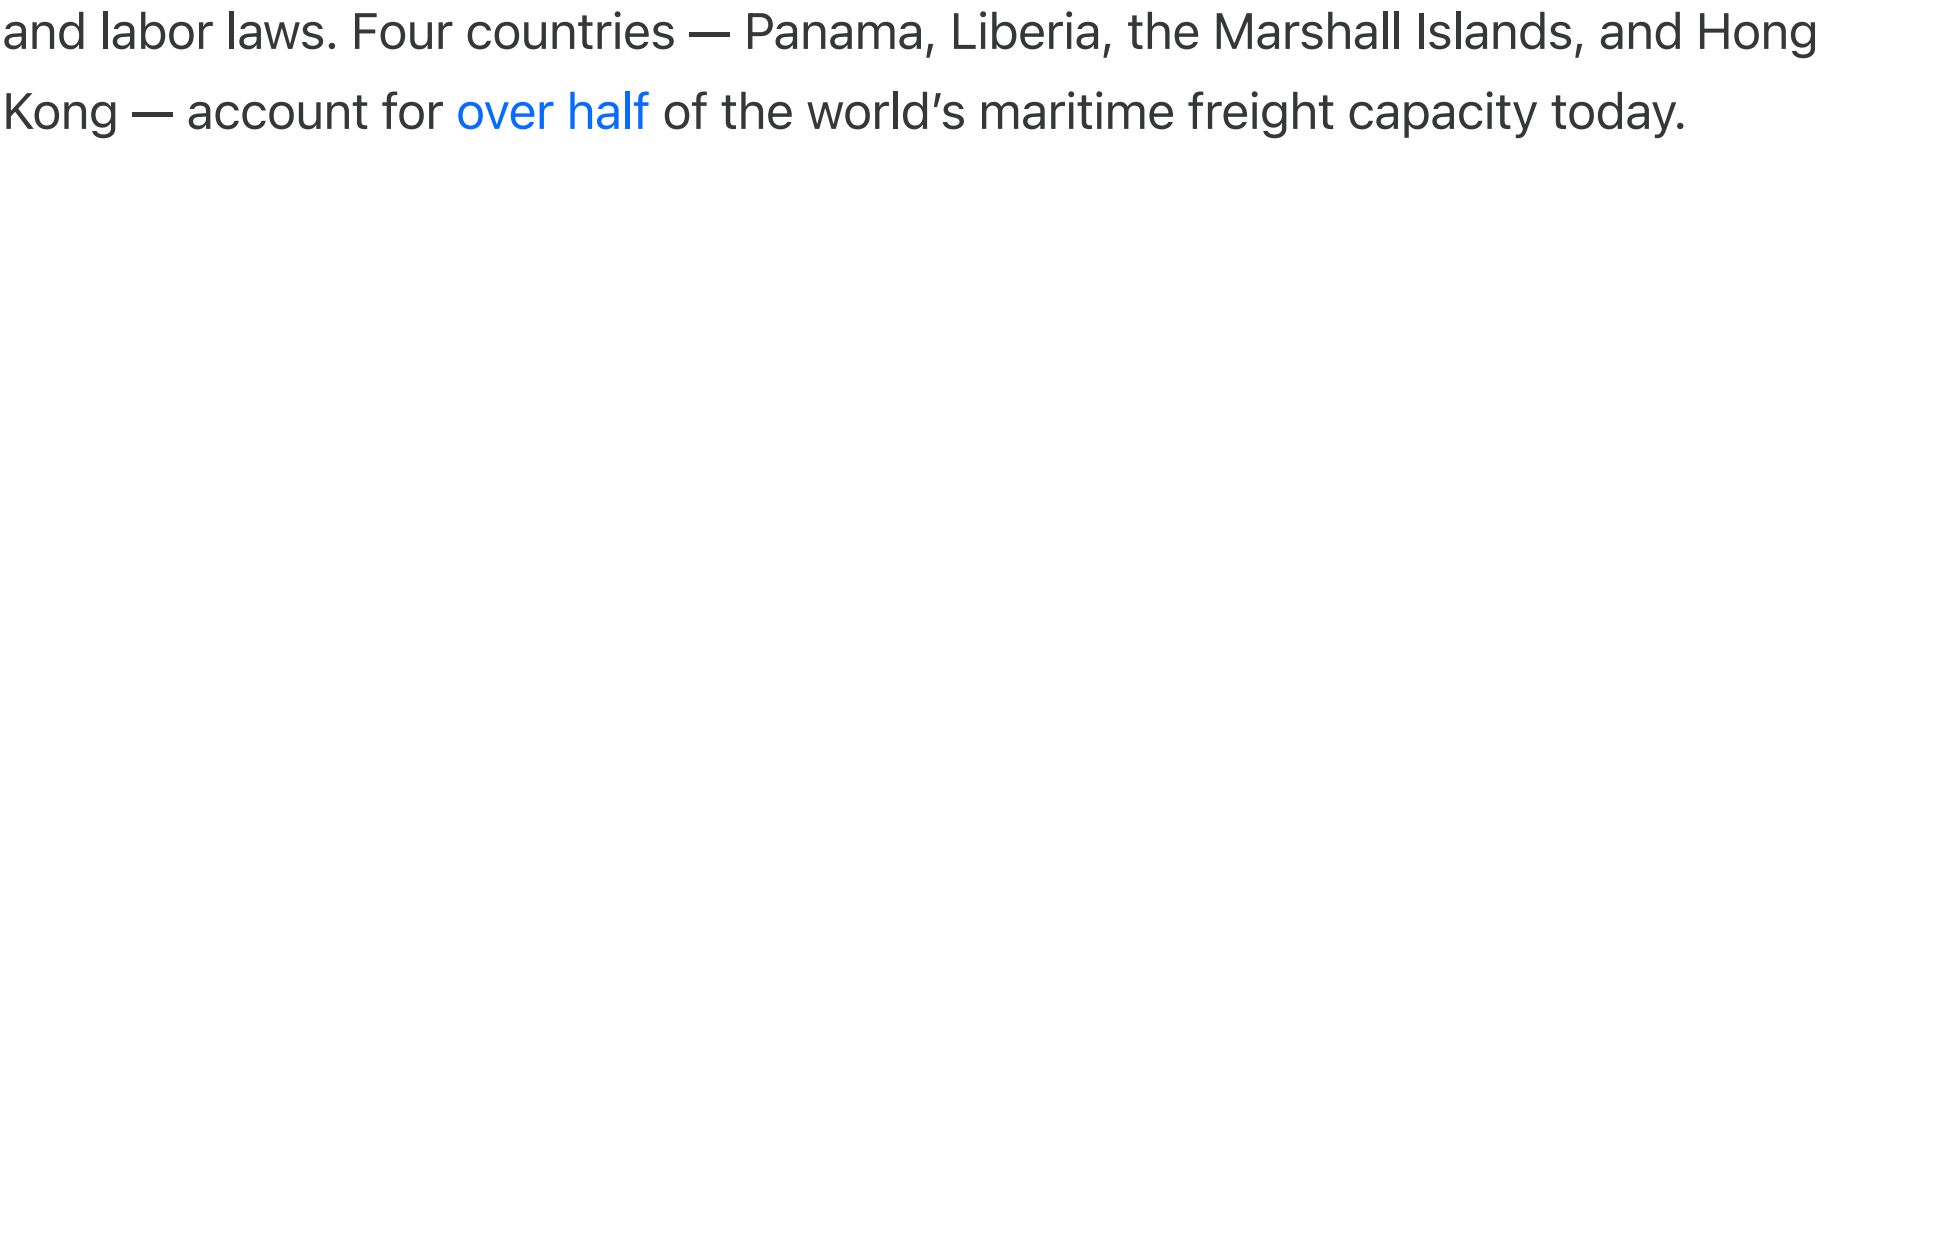 and labor laws. Four countries — Panama, Liberia, the Marshall Islands, and Hong
Kong — account for over half of the world’s maritime freight capacity today.